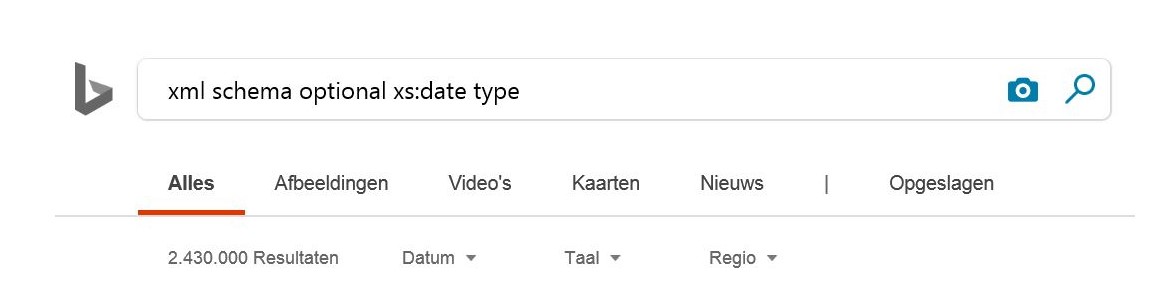 xml schema optional xs:date type
Alles Afbeeldingen Video's Kaarten Nieuws | Opgeslagen
2.430.000 Resultaten Datum Taal Regio